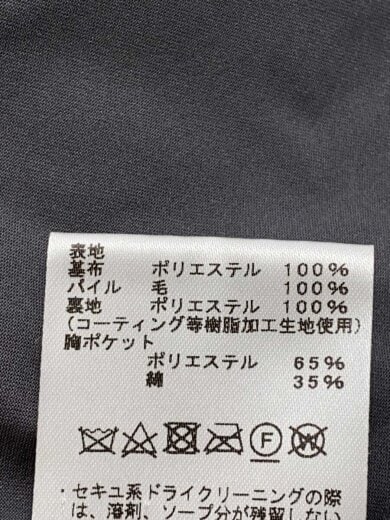 表地
基布 ポリエステル 100%
パイル 毛 100%
裏地 ポリエステル 100%
(コーティング等樹脂加工生地使用)
胸ポケット
ポリエステル 65%
綿 35%
F W
・セキユ系ドライクリーニングの際
は、溶剤、ソープ分が残留しない